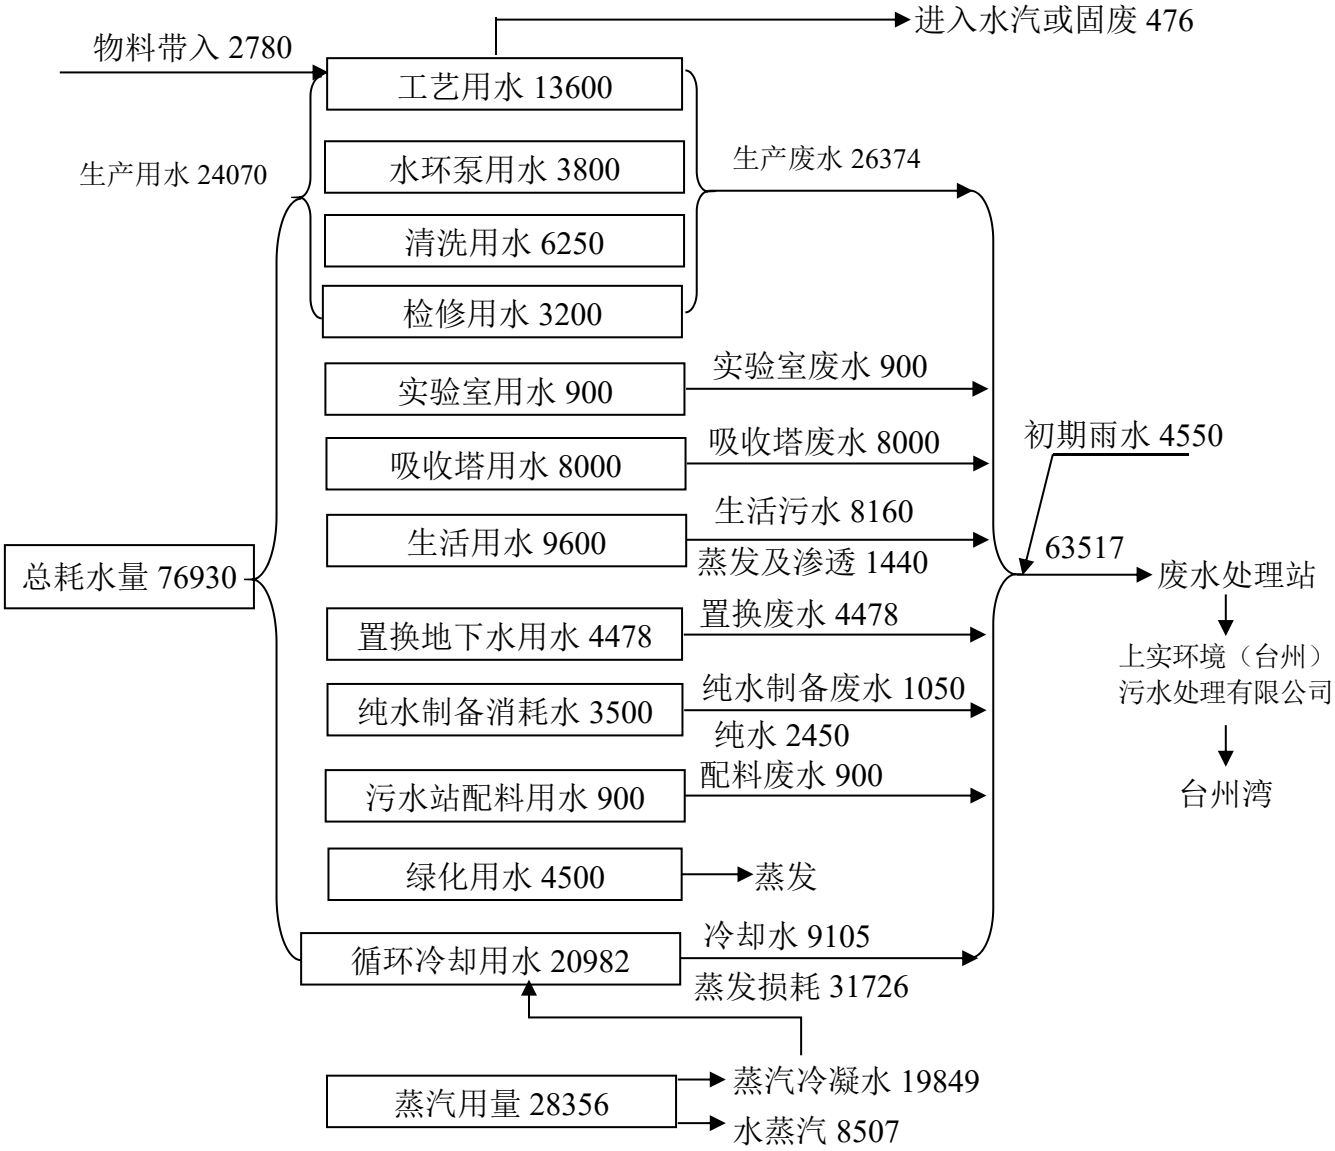 进入水汽或固废 476
物料带入 2780
工艺用水 13600
生产用水 24070
水环泵用水 3800
生产废水 26374
清洗用水 6250
检修用水 3200
实验室用水 900
实验室废水 900
吸收塔用水 8000
吸收塔废水 8000
初期雨水 4550
生活用水 9600
生活污水 8160
蒸发及渗透 1440
总耗水量 76930
63517
废水处理站
置换地下水用水 4478
置换废水 4478
上实环境（台州）
污水处理有限公司
纯水制备消耗水 3500
纯水制备废水 1050
纯水 2450
污水站配料用水 900
配料废水 900
台州湾
绿化用水 4500
蒸发
循环冷却用水 20982
冷却水 9105
蒸发损耗 31726
蒸汽用量 28356
蒸汽冷凝水 19849
水蒸汽 8507